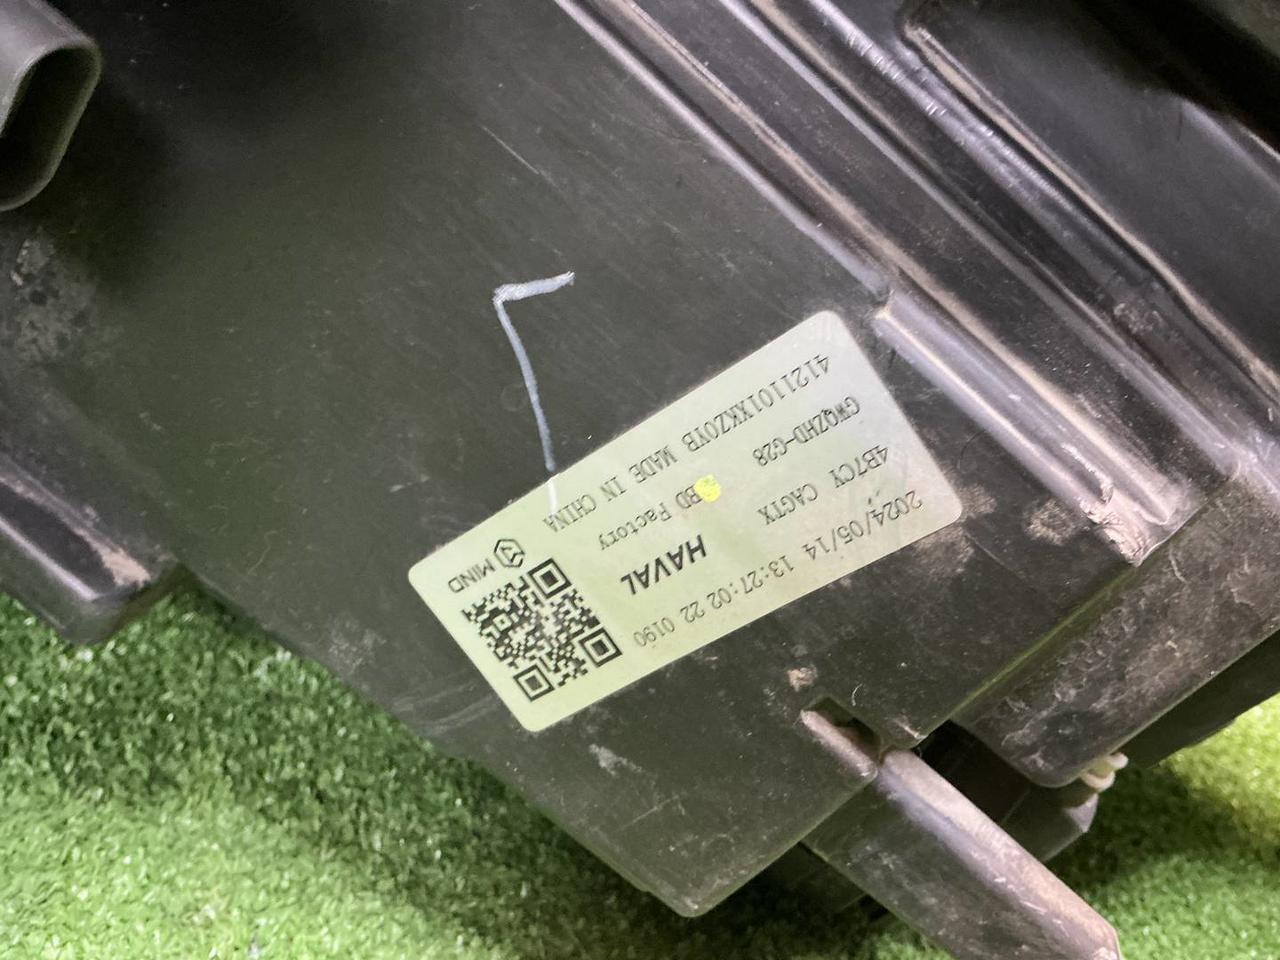 2024/05/14 13:27:02 22 0190
4B7CY CAGTX HAVAL
GWQZHD-G28 BD Factory
4121101XKZ0YB MADE IN CHINA
MIND